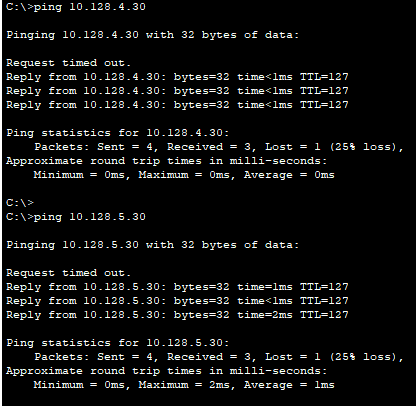 C:\>ping 10.128.4.30
Pinging 10.128.4.30 with 32 bytes of data:
Request timed out.
Reply from 10.128.4.30: bytes=32 time<1ms TTL=127
Reply from 10.128.4.30: bytes=32 time<1ms TTL=127
Reply from 10.128.4.30: bytes=32 time<1ms TTL=127
Ping statistics for 10.128.4.30:
Packets: Sent = 4, Received = 3, Lost = 1 (25% loss),
Approximate round trip times in milli-seconds:
Minimum = 0ms, Maximum = 0ms, Average = 0ms
C:\>
C:\>ping 10.128.5.30
Pinging 10.128.5.30 with 32 bytes of data:
Request timed out.
Reply from 10.128.5.30: bytes=32 time=1ms TTL=127
Reply from 10.128.5.30: bytes=32 time<1ms TTL=127
Reply from 10.128.5.30: bytes=32 time=2ms TTL=127
Ping statistics for 10.128.5.30:
Packets: Sent = 4, Received = 3, Lost = 1 (25% loss),
Approximate round trip times in milli-seconds:
Minimum = 0ms, Maximum = 2ms, Average = 1ms